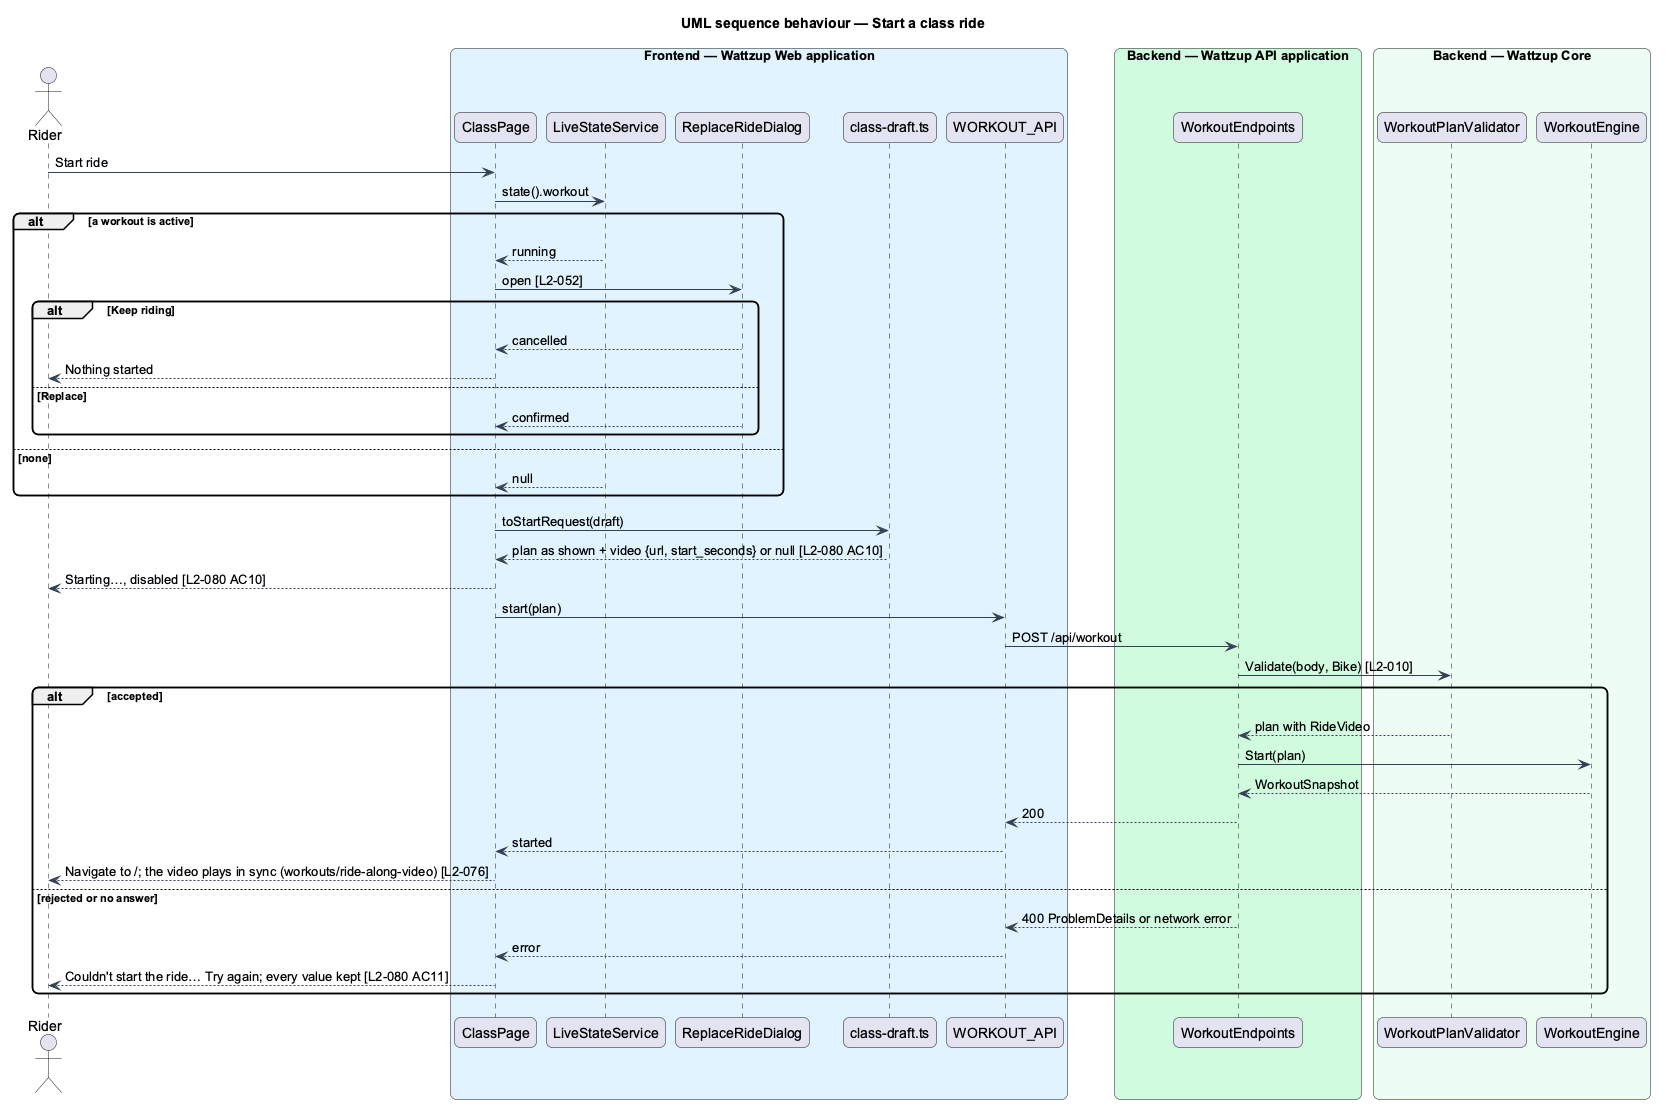 UML sequence behaviour — Start a class ride
Frontend — Wattzup Web application
Backend — Wattzup API application
Backend — Wattzup Core
Rider
ClassPage
LiveStateService
ReplaceRideDialog
class-draft.ts
WORKOUT_API
WorkoutEndpoints
WorkoutPlanValidator
WorkoutEngine
Start ride
state().workout
alt
[a workout is active]
running
open [L2-052]
alt
[Keep riding]
cancelled
Nothing started
[Replace]
confirmed
[none]
null
toStartRequest(draft)
plan as shown + video {url, start_seconds} or null [L2-080 AC10]
Starting…, disabled [L2-080 AC10]
start(plan)
POST /api/workout
Validate(body, Bike) [L2-010]
alt
[accepted]
plan with RideVideo
Start(plan)
WorkoutSnapshot
200
started
Navigate to /; the video plays in sync (workouts/ride-along-video) [L2-076]
[rejected or no answer]
400 ProblemDetails or network error
error
Couldn't start the ride… Try again; every value kept [L2-080 AC11]
Rider
ClassPage
LiveStateService
ReplaceRideDialog
class-draft.ts
WORKOUT_API
WorkoutEndpoints
WorkoutPlanValidator
WorkoutEngine